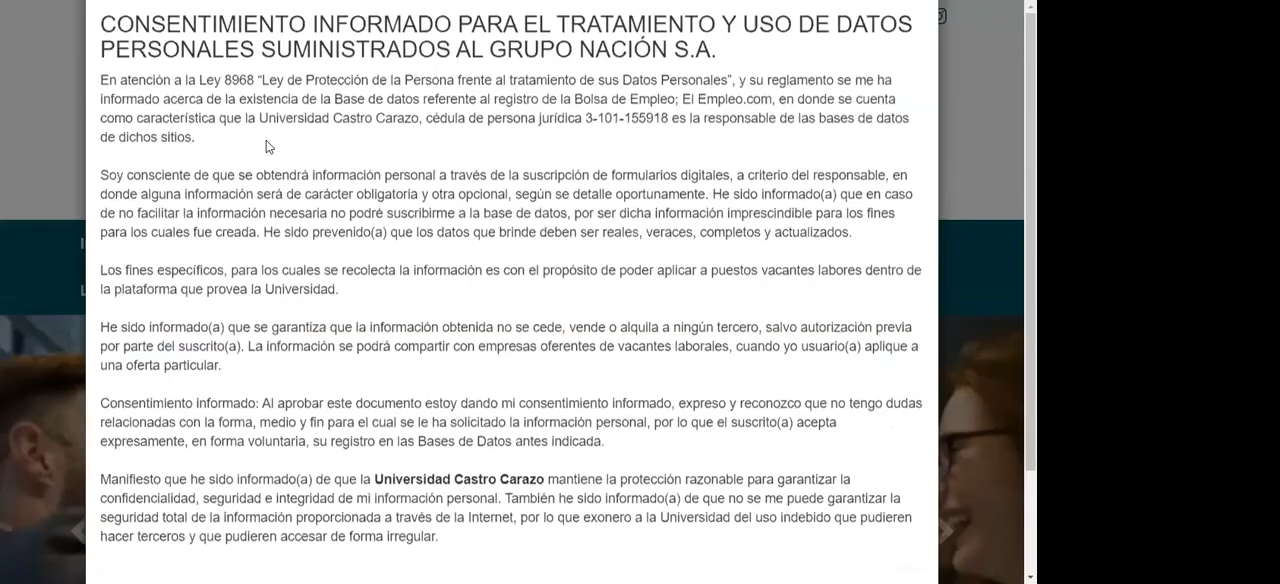 CONSENTIMIENTO INFORMADO PARA EL TRATAMIENTO Y USO DE DATOS
PERSONALES SUMINISTRADOS AL GRUPO NACIÓN S.A.
En atención a la Ley 8968 “Ley de Protección de la Persona frente al tratamiento de sus Datos Personales”, y su reglamento se me ha
informado acerca de la existencia de la Base de datos referente al registro de la Bolsa de Empleo; El Empleo.com, en donde se cuenta
como característica que la Universidad Castro Carazo, cédula de persona jurídica 3-101-155918 es la responsable de las bases de datos
de dichos sitios.
Soy consciente de que se obtendrá información personal a través de la suscripción de formularios digitales, a criterio del responsable, en
donde alguna información será de carácter obligatoria y otra opcional, según se detalle oportunamente. He sido informado(a) que en caso
de no facilitar la información necesaria no podré suscribirme a la base de datos, por ser dicha información imprescindible para los fines
para los cuales fue creada. He sido prevenido(a) que los datos que brinde deben ser reales, veraces, completos y actualizados.
Los fines específicos, para los cuales se recolecta la información es con el propósito de poder aplicar a puestos vacantes labores dentro de
la plataforma que provea la Universidad.
He sido informado(a) que se garantiza que la información obtenida no se cede, vende o alquila a ningún tercero, salvo autorización previa
por parte del suscrito(a). La información se podrá compartir con empresas oferentes de vacantes laborales, cuando yo usuario(a) aplique a
una oferta particular.
Consentimiento informado: Al aprobar este documento estoy dando mi consentimiento informado, expreso y reconozco que no tengo dudas
relacionadas con la forma, medio y fin para el cual se le ha solicitado la información personal, por lo que el suscrito(a) acepta
expresamente, en forma voluntaria, su registro en las Bases de Datos antes indicada.
Manifiesto que he sido informado(a) de que la Universidad Castro Carazo mantiene la protección razonable para garantizar la
confidencialidad, seguridad e integridad de mi información personal. También he sido informado(a) de que no se me puede garantizar la
seguridad total de la información proporcionada a través de la Internet, por lo que exonero a la Universidad del uso indebido que pudieren
hacer terceros y que pudieren accesar de forma irregular.